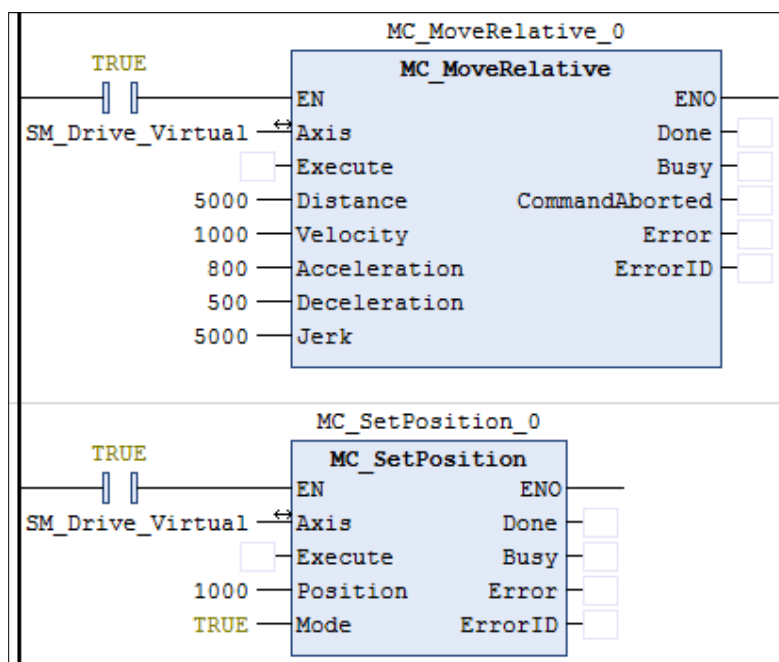 MC_MoveRelative_0
TRUE
MC_MoveRelative
EN ENO
SM_Drive_Virtual Axis Done
Execute Busy
5000 Distance CommandAborted
1000 Velocity Error
800 Acceleration ErrorID
500 Deceleration
5000 Jerk
MC_SetPosition_0
TRUE
MC_SetPosition
EN ENO
SM_Drive_Virtual Axis Done
Execute Busy
1000 Position Error
TRUE Mode ErrorID